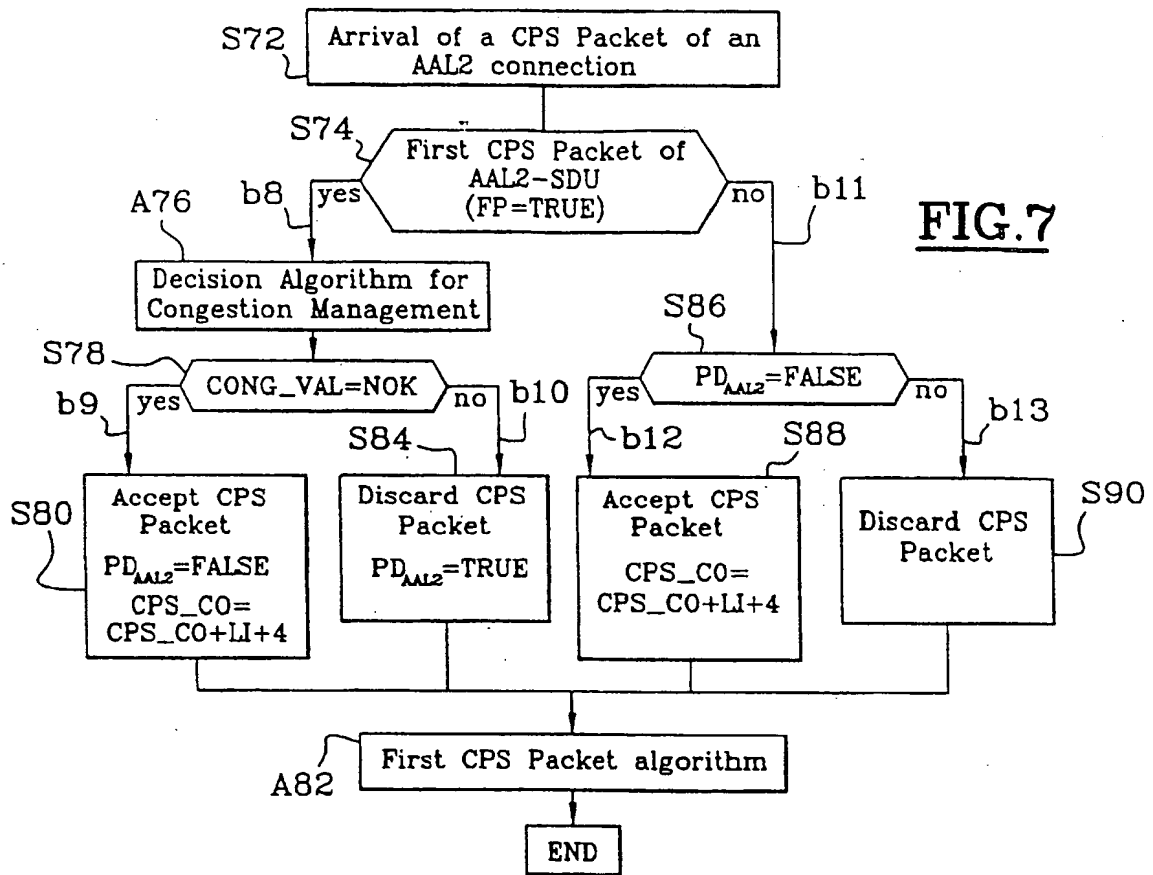 S72
Arrival of a CPS Packet of an
AAL2 connection
S74
First CPS Packet of
AAL2-SDU
(FP=TRUE)
b8
yes
no
b11
FIG.7
A76
Decision Algorithm for
Congestion Management
S78
CONG_VAL=NOK
b9
yes
no
b10
S86
PD_AAL2=FALSE
yes
no
b12
b13
S80
Accept CPS
Packet
PD_AAL2=FALSE
CPS_CO=
CPS_CO+LI+4
S84
Discard CPS
Packet
PD_AAL2=TRUE
S88
Accept CPS
Packet
CPS_CO=
CPS_CO+LI+4
S90
Discard CPS
Packet
A82
First CPS Packet algorithm
END